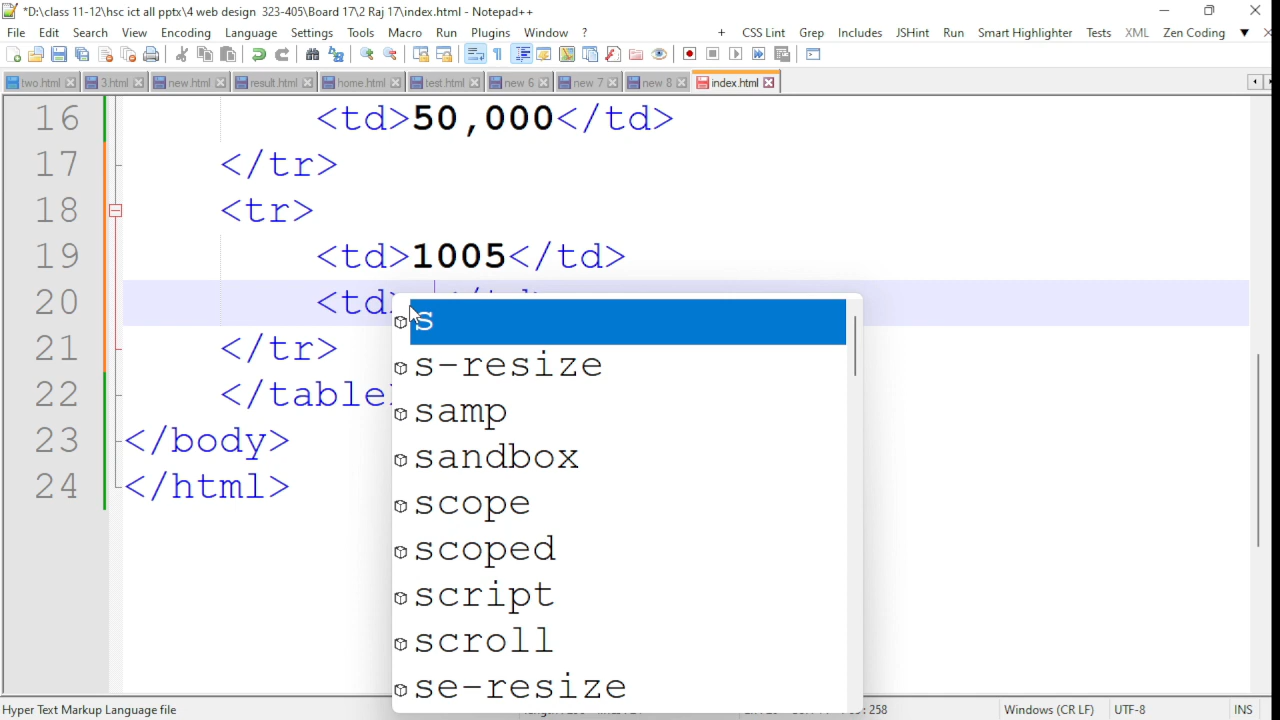 *D:\class 11-12\hsc ict all pptx\4 web design 323-405\Board 17\2 Raj 17\index.html - Notepad++
File Edit Search View Encoding Language Settings Tools Macro Run Plugins Window ? + CSS Lint Grep Includes JSHint Run Smart Highlighter Tests XML Zen Coding
two.html 3.html new.html result.html home.html test.html new 6 new 7 new 8 index.html
16 <td>50,000</td>
17 </tr>
18 <tr>
19 <td>1005</td>
20 <td>
s
21 </tr>
s-resize
22 </table
samp
23 </body>
sandbox
24 </html>
scope
scoped
script
scroll
se-resize
Hyper Text Markup Language file Windows (CR LF) UTF-8 INS